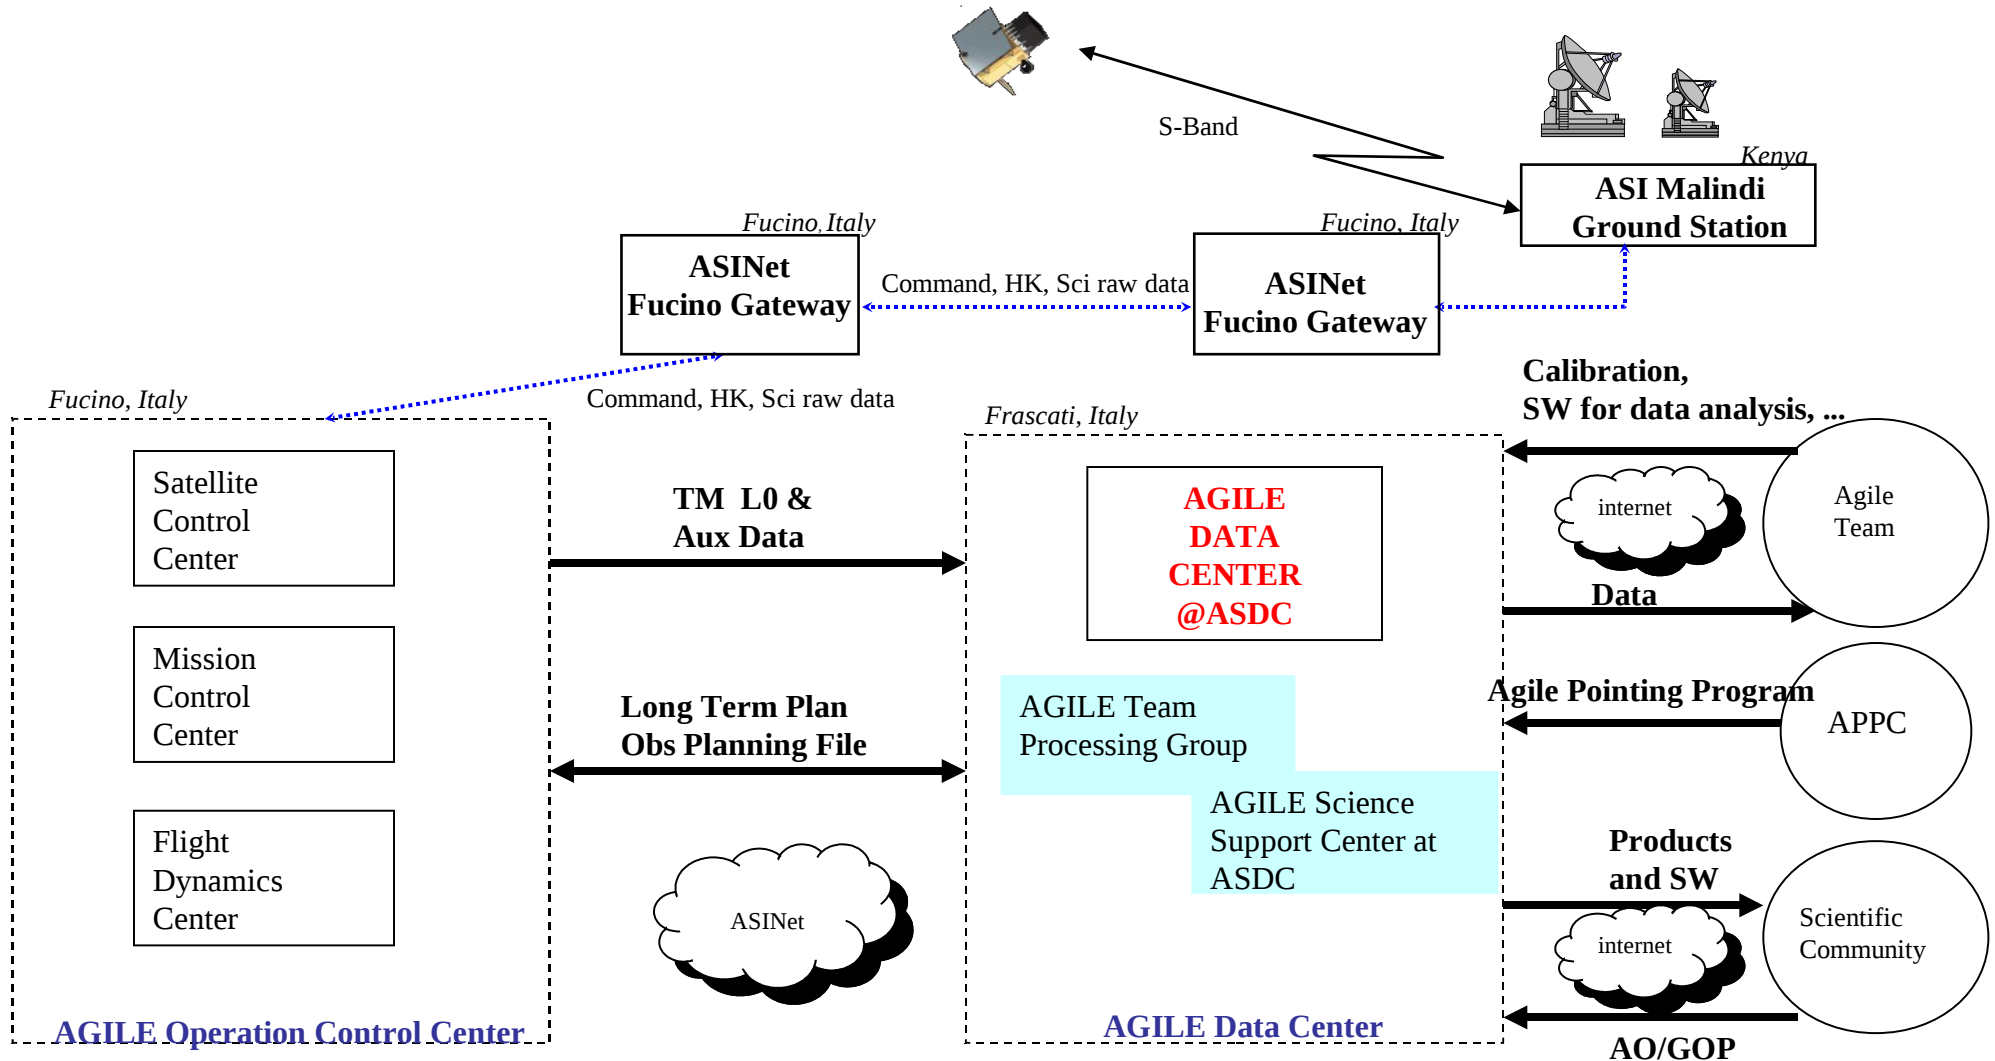 S-Band
Kenya
ASI Malindi
Ground Station
Fucino, Italy
ASINet
Fucino Gateway
Command, HK, Sci raw data
Fucino, Italy
ASINet
Fucino Gateway
Command, HK, Sci raw data
Fucino, Italy
Satellite
Control
Center
Mission
Control
Center
Flight
Dynamics
Center
AGILE Operation Control Center
TM L0 &
Aux Data
Long Term Plan
Obs Planning File
ASINet
Frascati, Italy
AGILE
DATA
CENTER
@ASDC
AGILE Team
Processing Group
AGILE Science
Support Center at
ASDC
AGILE Data Center
Calibration,
SW for data analysis, ...
internet
Data
Agile
Team
Agile Pointing Program
APPC
Products
and SW
internet
Scientific
Community
AO/GOP